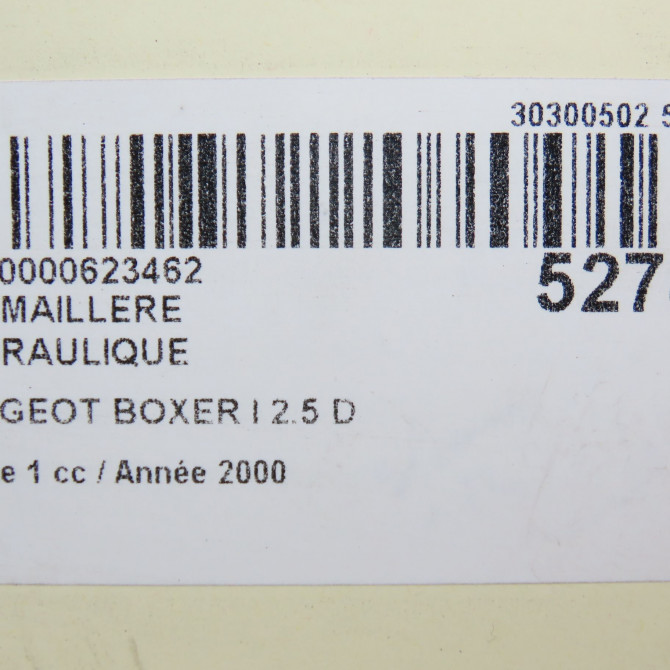 30300502 5
0000623462
527
MAILLERE
RAULIQUE
GEOT BOXER I 2.5 D
e 1 cc / Année 2000